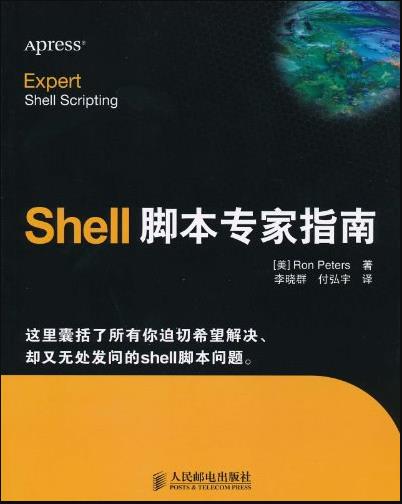 Apress®
Expert
Shell Scripting
Shell 脚本专家指南
[美] Ron Peters 著
李晓群 付弘宇 译
这里囊括了所有你迫切希望解决、
却又无处发问的shell脚本问题。
人民邮电出版社
POSTS & TELECOM PRESS